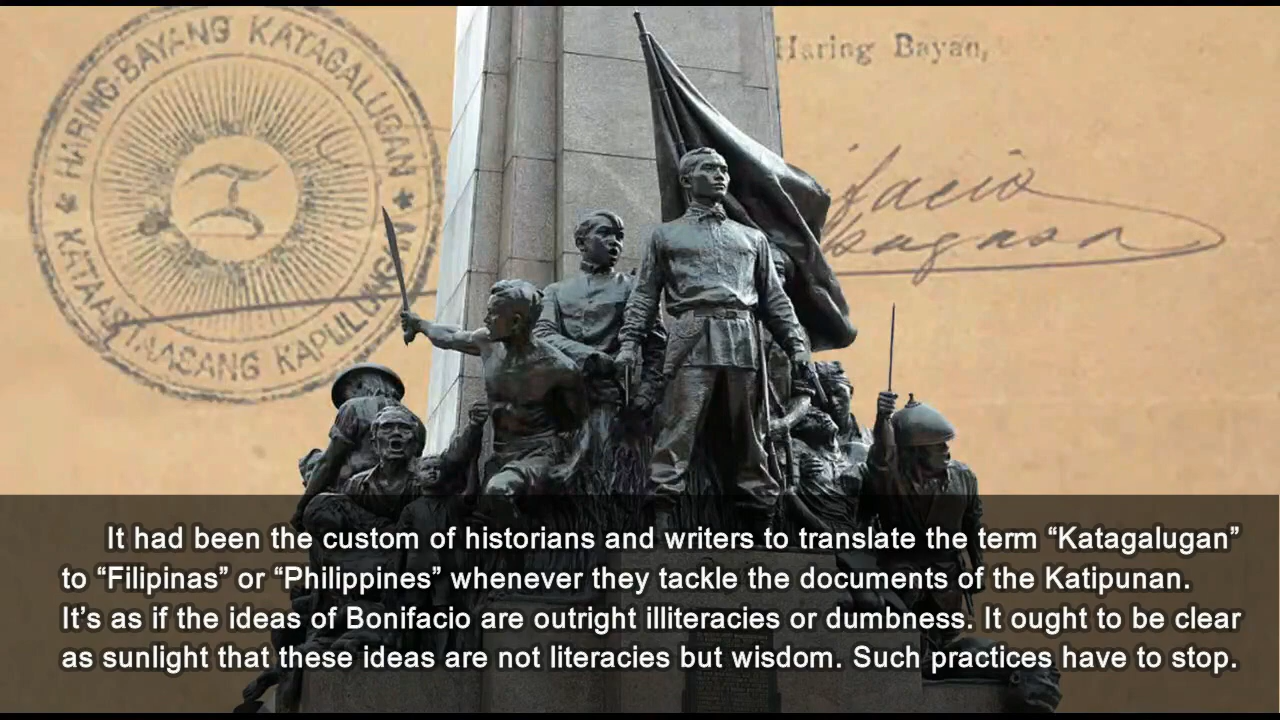 HARING-BAYANG KATAGALUGAN
KATAASTAASANG KAPULUNGAN
Haring Bayan,
It had been the custom of historians and writers to translate the term “Katagalugan”
to “Filipinas” or “Philippines” whenever they tackle the documents of the Katipunan.
It’s as if the ideas of Bonifacio are outright illiteracies or dumbness. It ought to be clear
as sunlight that these ideas are not literacies but wisdom. Such practices have to stop.